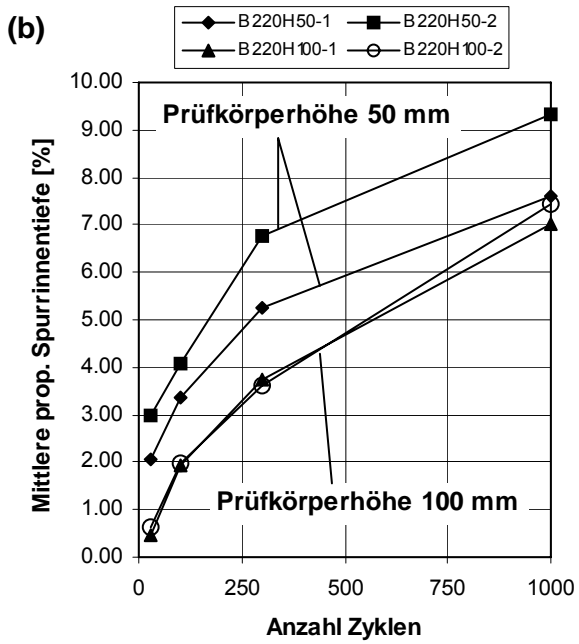 (b)
B220H50-1 B220H50-2
B220H100-1 B220H100-2
10.00
9.00
8.00
7.00
6.00
5.00
4.00
3.00
2.00
1.00
0.00
Mittlere prop. Spurrinnentiefe [%]
Prüfkörperhöhe 50 mm
Prüfkörperhöhe 100 mm
0 250 500 750 1000
Anzahl Zyklen